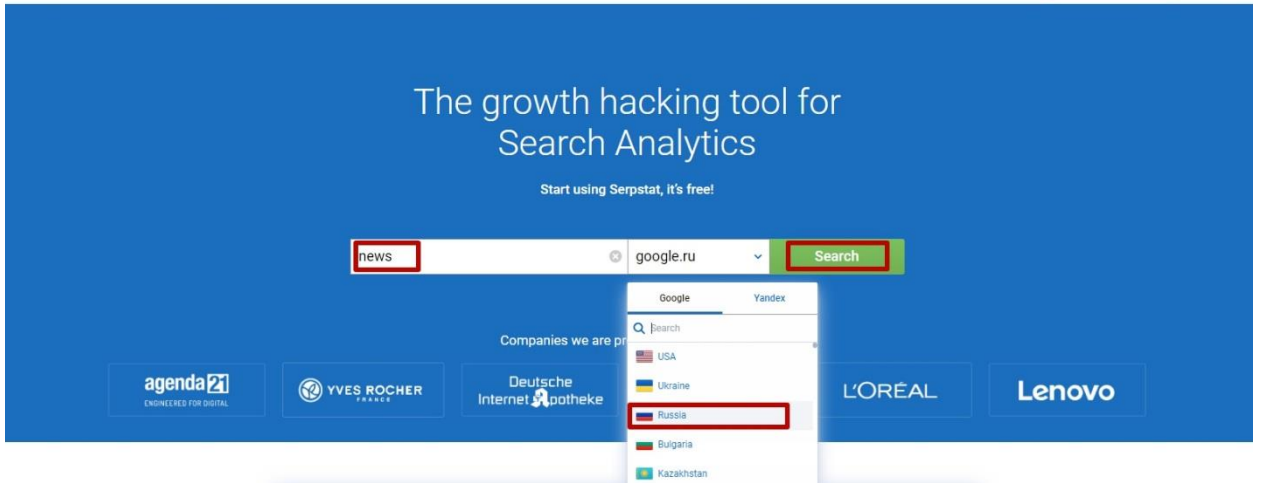 The growth hacking tool for
Search Analytics
Start using Serpstat, it's free!
news
google.ru
Search
Google
Yandex
Search
Companies we are
USA
Ukraine
Russia
Bulgaria
Kazakhstan
agenda21
ENGINEERED FOR DIGITAL
YVES ROCHER
FRANCE
Deutsche
Internet Apotheke
L'ORÉAL
Lenovo